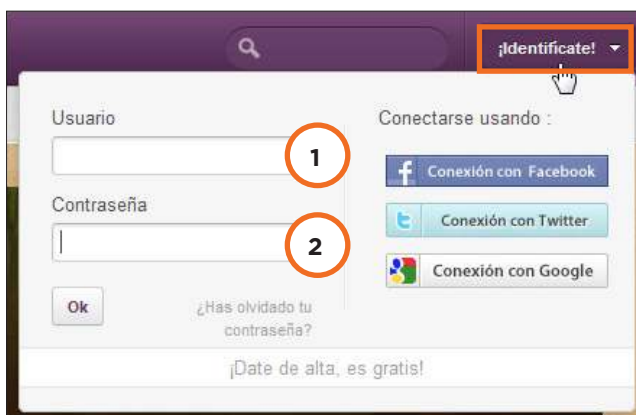 ¡Identifícate!
Usuario
1
Contraseña
2
Ok
¿Has olvidado tu
contraseña?
Conectarse usando :
f Conexión con Facebook
t Conexión con Twitter
g Conexión con Google
¡Date de alta, es gratis!